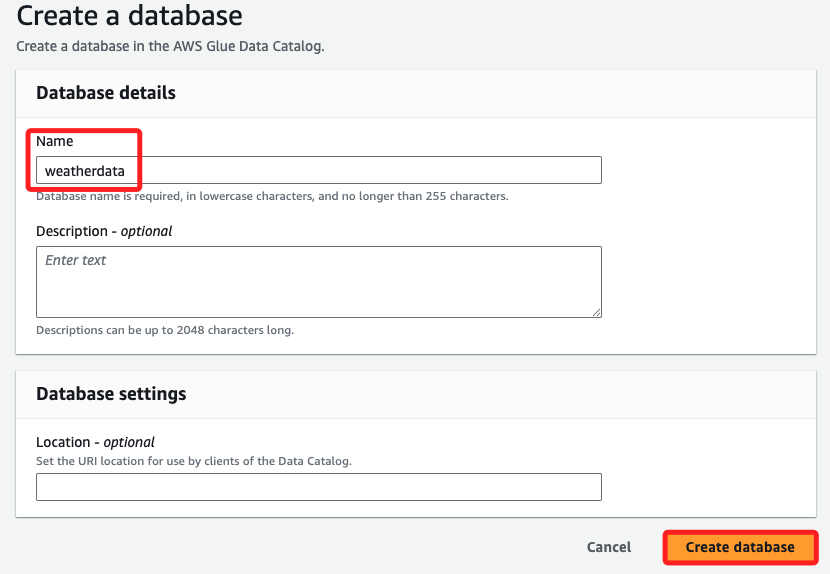 Create a database
Create a database in the AWS Glue Data Catalog.
Database details
Name
weatherdata
Database name is required, in lowercase characters, and no longer than 255 characters.
Description - optional
Enter text
Descriptions can be up to 2048 characters long.
Database settings
Location - optional
Set the URI location for use by clients of the Data Catalog.
Cancel
Create database